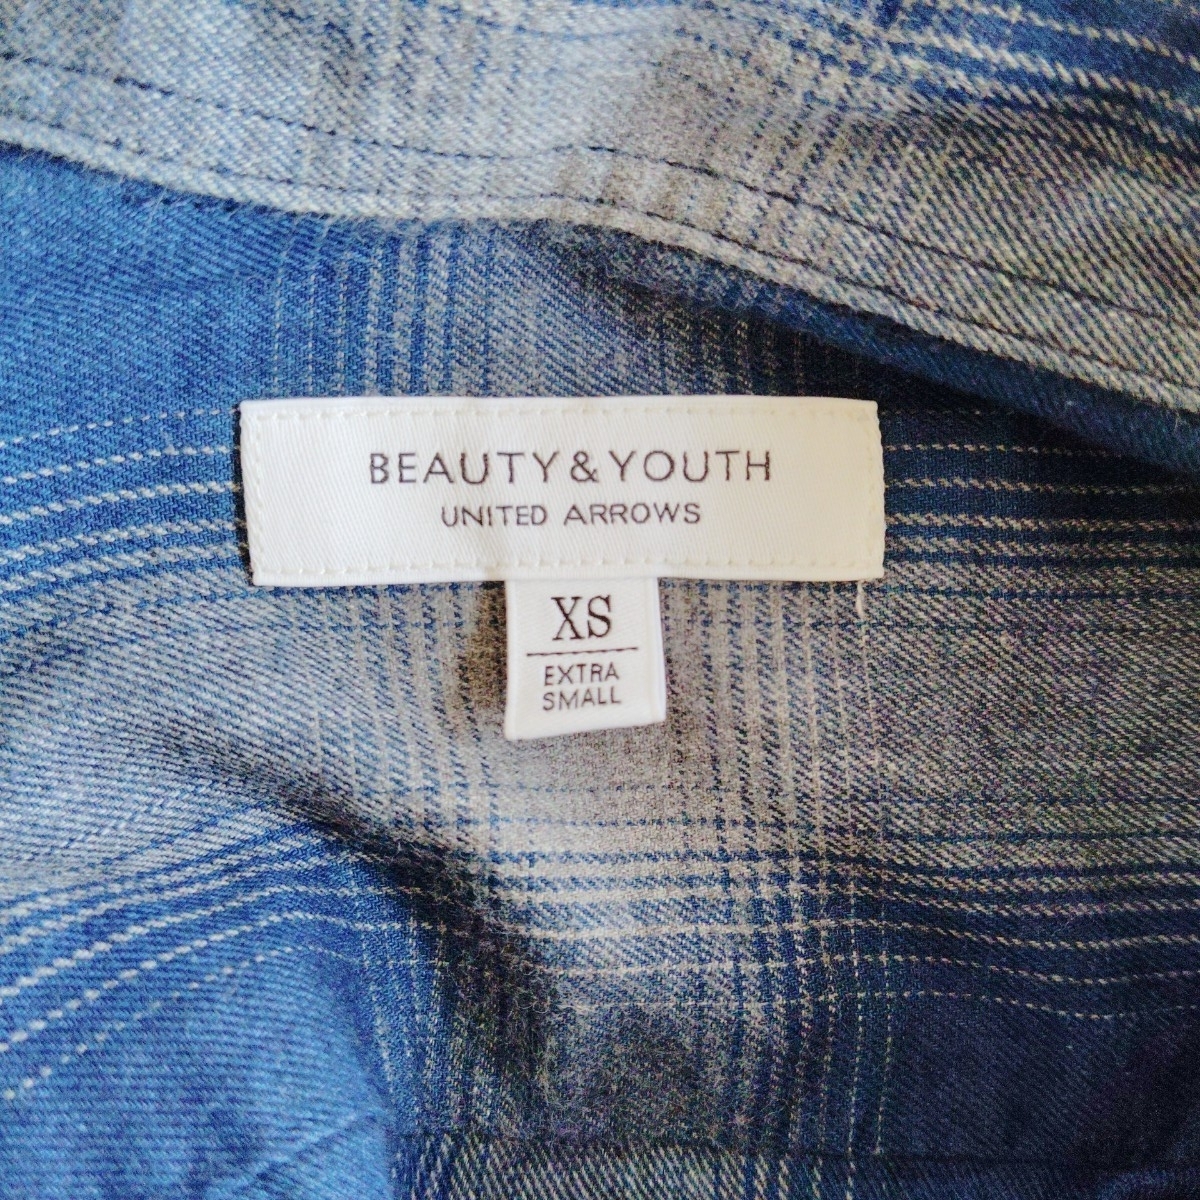 BEAUTY & YOUTH
UNITED ARROWS
XS
EXTRA
SMALL